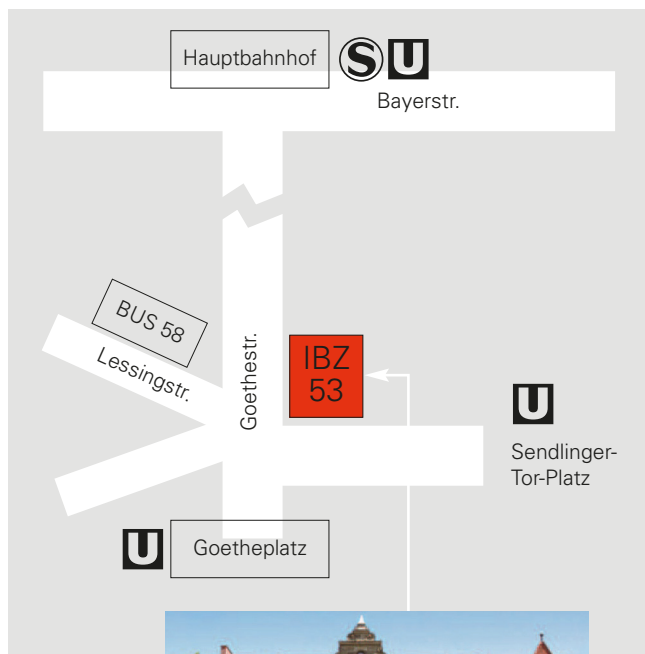 Hauptbahnhof
S U
Bayerstr.
BUS 58
Lessingstr.
Goethestr.
IBZ
53
U
Sendlinger-
Tor-Platz
U
Goetheplatz